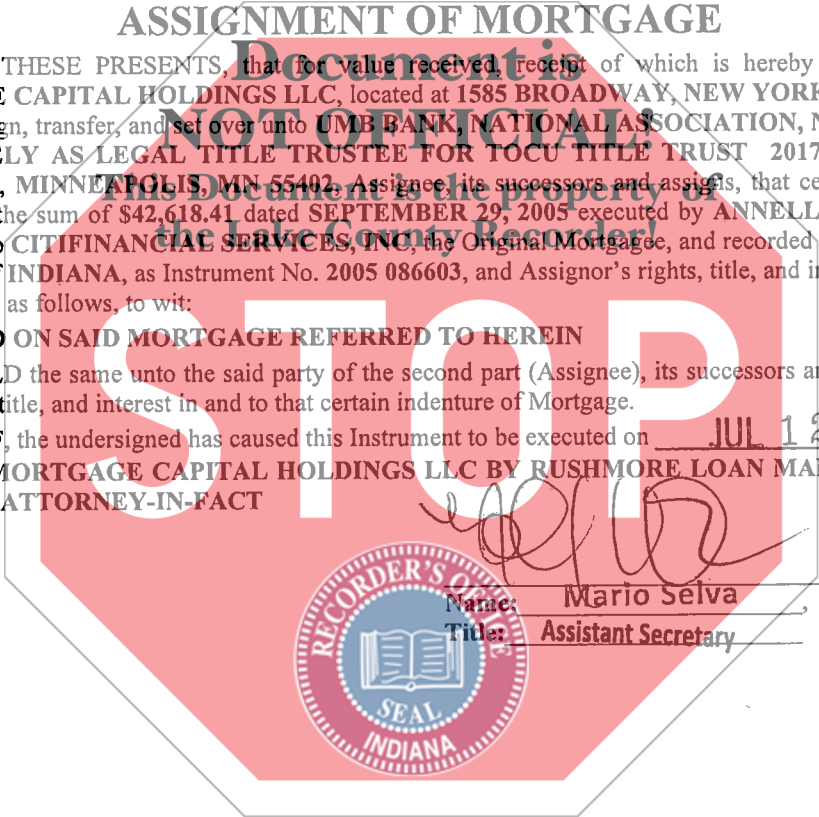 ASSIGNMENT OF MORTGAGE
Document is
THESE PRESENTS, that for value received, receipt of which is hereby
E CAPITAL HOLDINGS LLC, located at 1585 BROADWAY, NEW YORK
NOT OFFICIAL!
gn, transfer, and set over unto UMB BANK, NATIONAL ASSOCIATION, N
LY AS LEGAL TITLE TRUSTEE FOR TOCU TITLE TRUST 2017
This Document is the property of
, MINNEAPOLIS, MN 55402, Assignee, its successors and assigns, that ce
the sum of $42,618.41 dated SEPTEMBER 29, 2005 executed by ANNELL
the Lake County Recorder!
o CITIFINANCIAL SERVICES, INC, the Original Mortgagee, and recorded
f INDIANA, as Instrument No. 2005 086603, and Assignor's rights, title, and in
as follows, to wit:
D ON SAID MORTGAGE REFERRED TO HEREIN
STOP
D the same unto the said party of the second part (Assignee), its successors a
title, and interest in and to that certain indenture of Mortgage.
F, the undersigned has caused this Instrument to be executed on JUL 12
MORTGAGE CAPITAL HOLDINGS LLC BY RUSHMORE LOAN MA
ATTORNEY-IN-FACT
Name: Mario Selva,
Title: Assistant Secretary
RECORDER'S OFFICE
SEAL
INDIANA